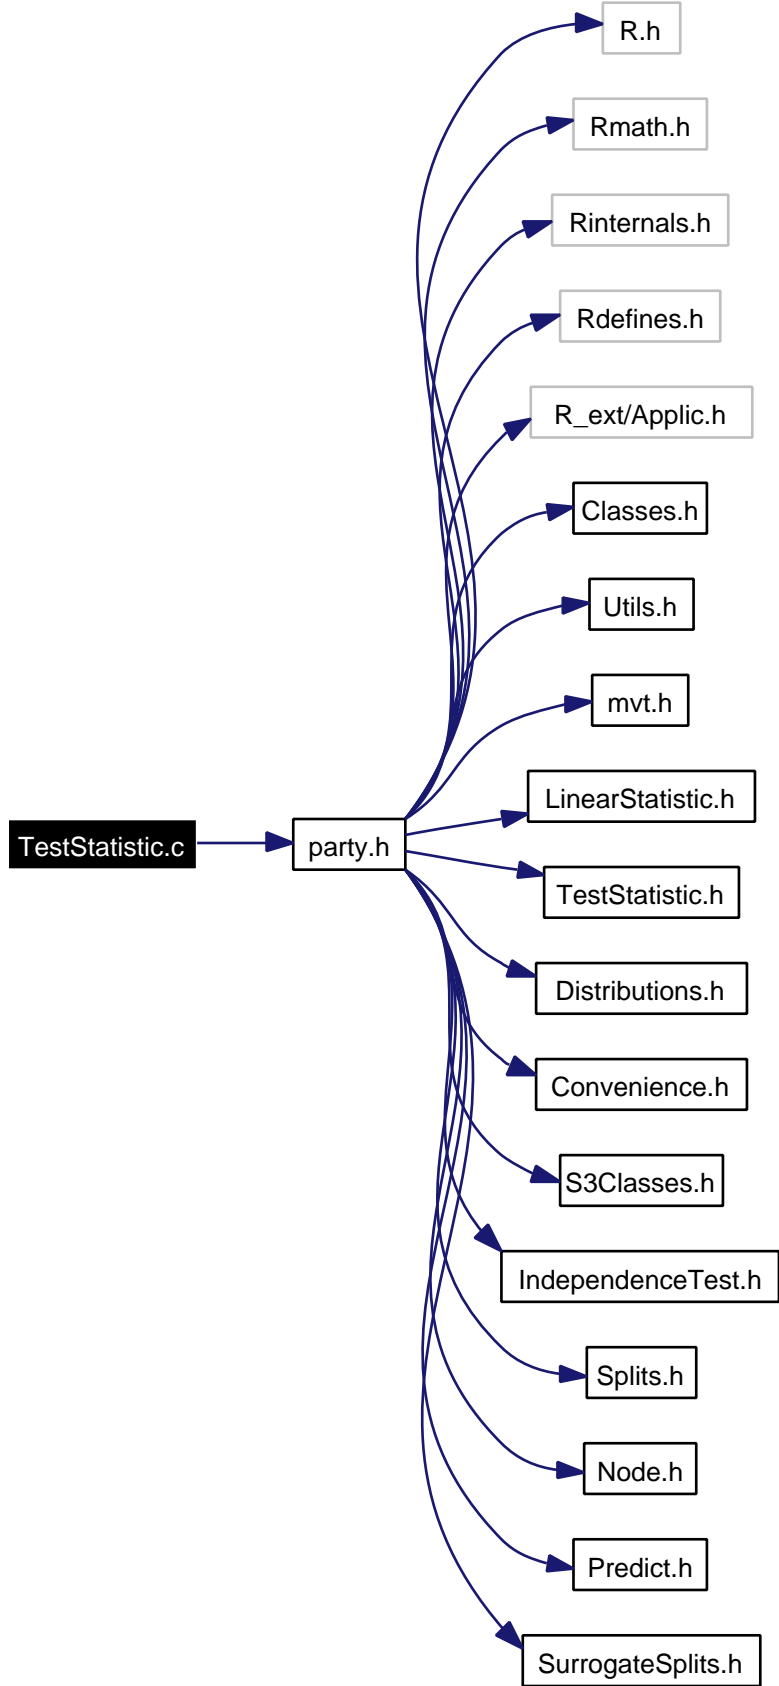 R.h
Rmath.h
Rinternals.h
Rdefines.h
R_ext/Applic.h
Classes.h
Utils.h
mvt.h
LinearStatistic.h
TestStatistic.c
party.h
TestStatistic.h
Distributions.h
Convenience.h
S3Classes.h
IndependenceTest.h
Splits.h
Node.h
Predict.h
SurrogateSplits.h